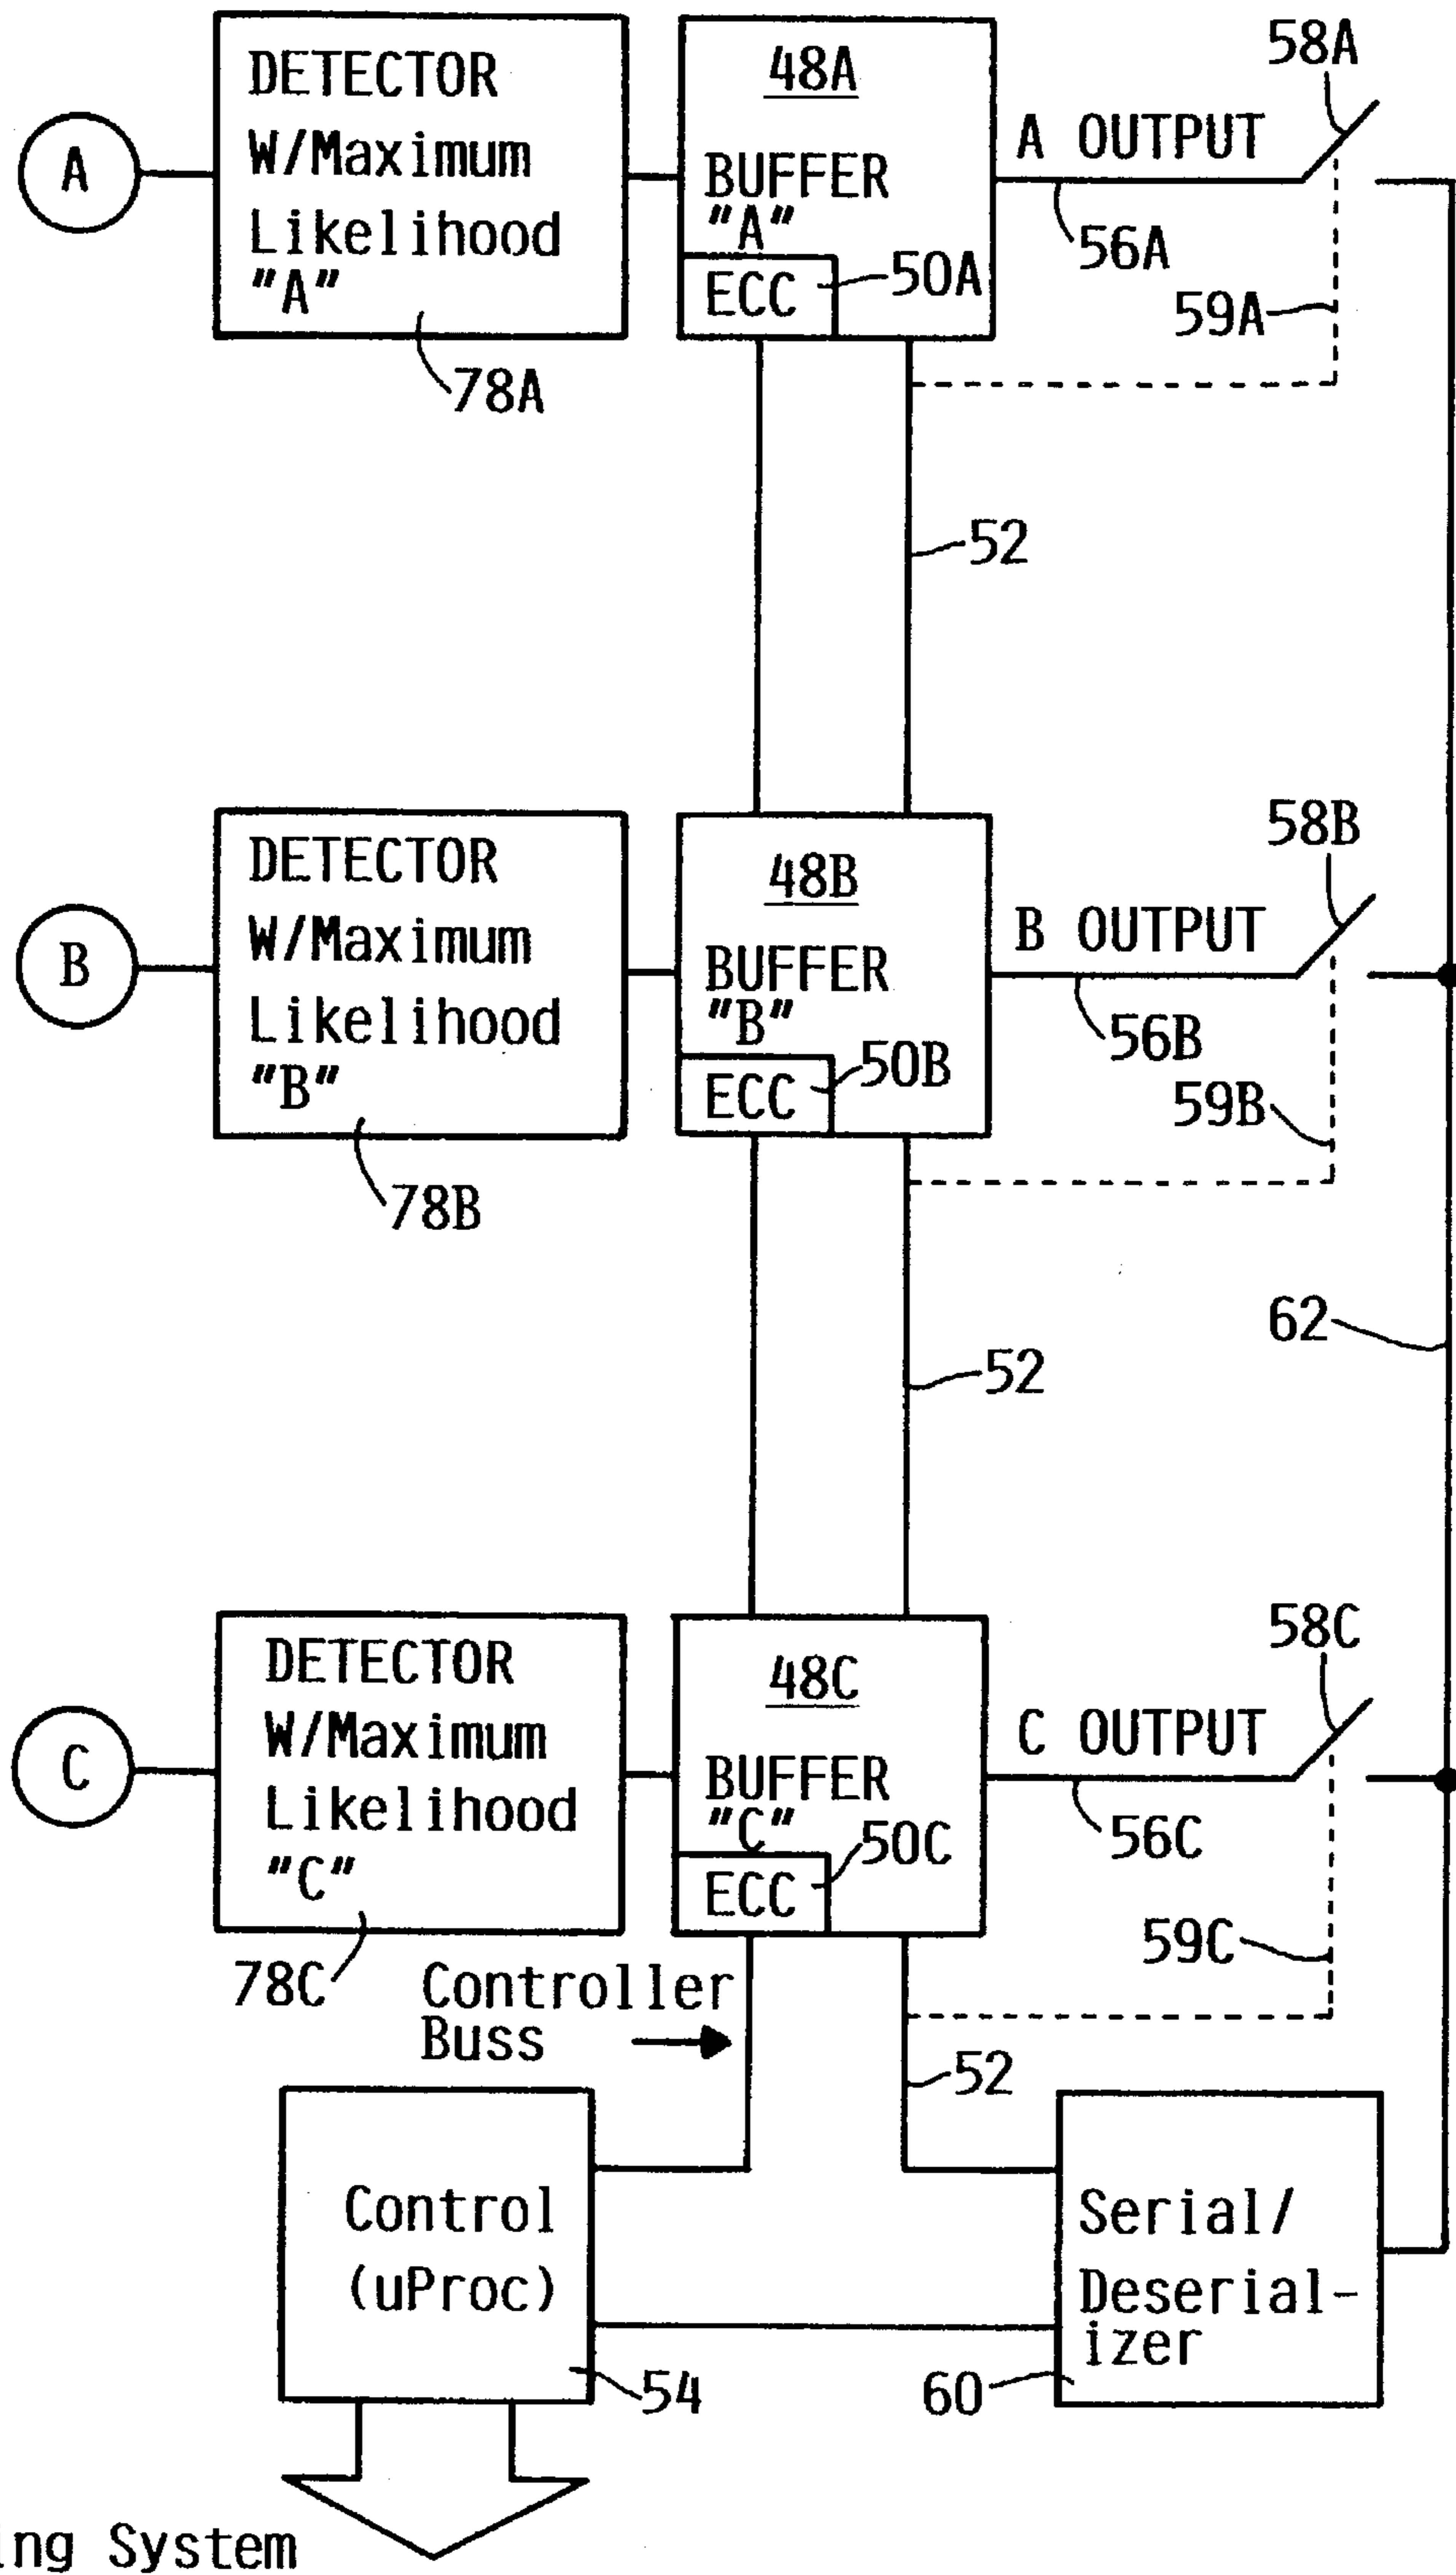 A
DETECTOR
W/Maximum
Likelihood
"A"
78A
48A
BUFFER
"A"
ECC
50A
A OUTPUT
56A
58A
59A
52
B
DETECTOR
W/Maximum
Likelihood
"B"
78B
48B
BUFFER
"B"
ECC
50B
B OUTPUT
56B
58B
59B
62
52
C
DETECTOR
W/Maximum
Likelihood
"C"
78C
48C
BUFFER
"C"
ECC
50C
C OUTPUT
56C
58C
59C
Controller
Buss
52
Control
(uProc)
54
Serial/
Deserial-
izer
60
ing System